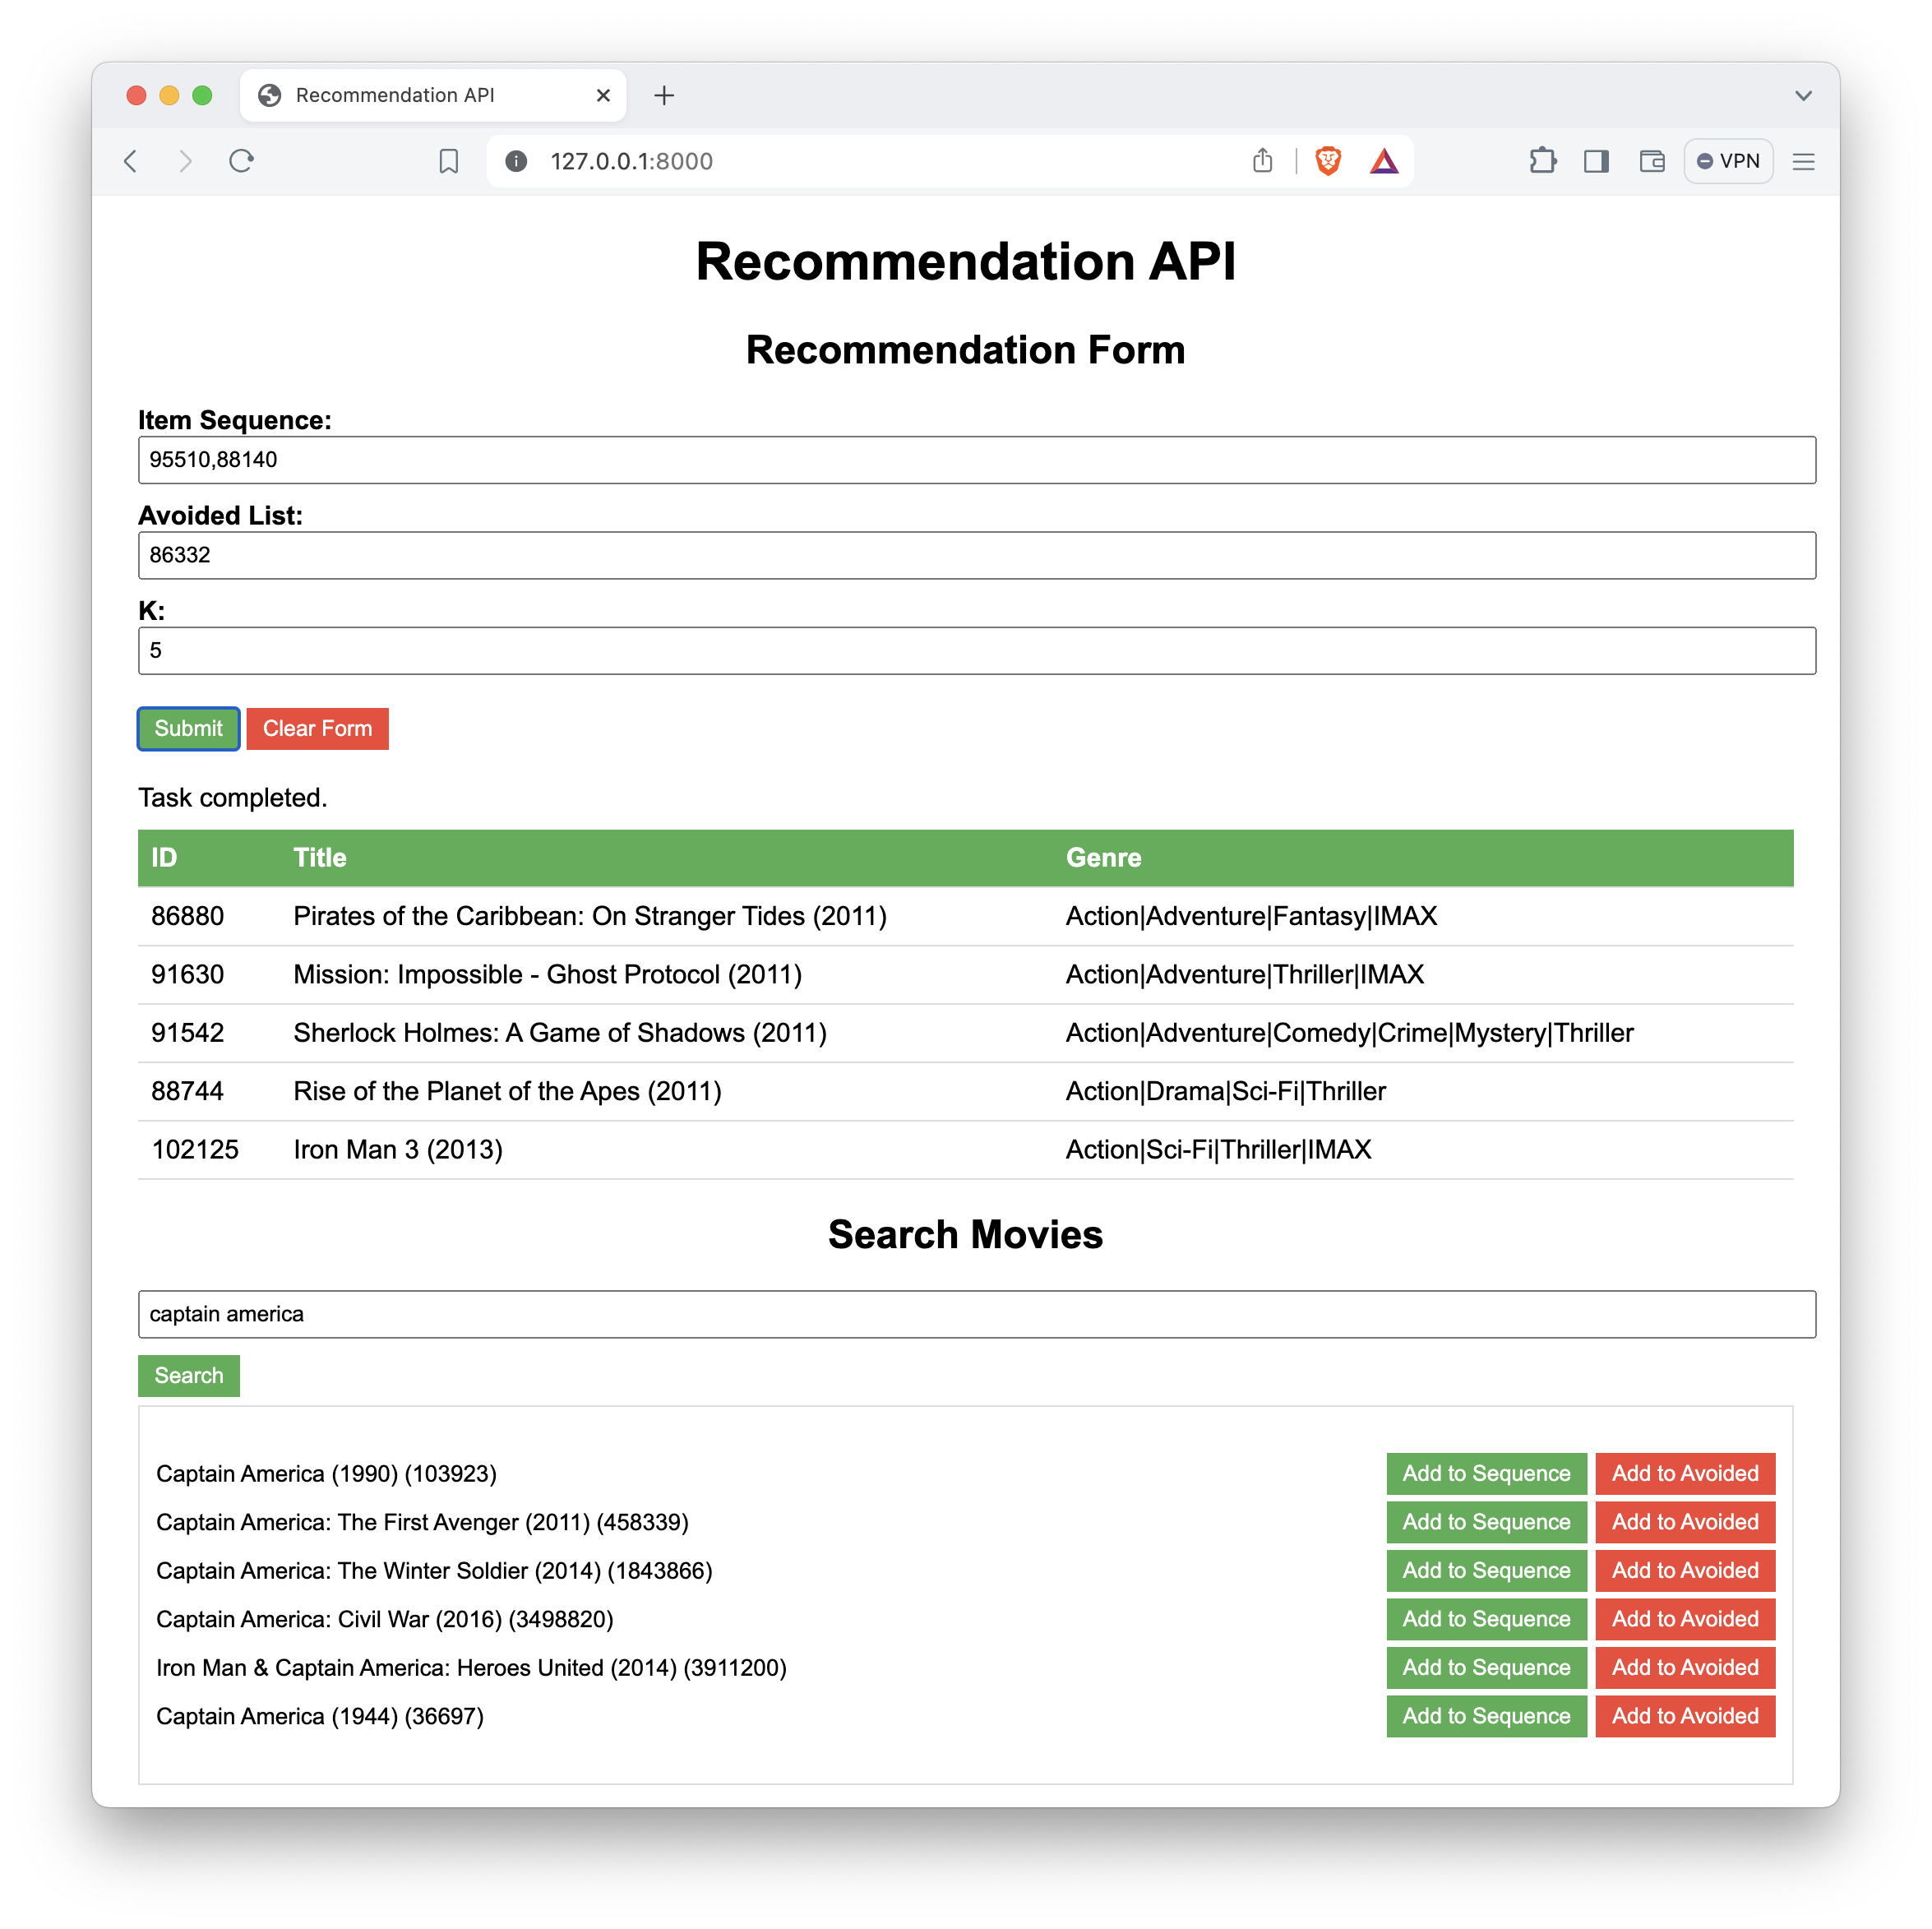 Recommendation API
127.0.0.1:8000
VPN
Recommendation API
Recommendation Form
Item Sequence:
95510,88140
Avoided List:
86332
K:
5
Submit Clear Form
Task completed.
ID Title Genre
86880 Pirates of the Caribbean: On Stranger Tides (2011) Action|Adventure|Fantasy|IMAX
91630 Mission: Impossible - Ghost Protocol (2011) Action|Adventure|Thriller|IMAX
91542 Sherlock Holmes: A Game of Shadows (2011) Action|Adventure|Comedy|Crime|Mystery|Thriller
88744 Rise of the Planet of the Apes (2011) Action|Drama|Sci-Fi|Thriller
102125 Iron Man 3 (2013) Action|Sci-Fi|Thriller|IMAX
Search Movies
captain america
Search
Captain America (1990) (103923) Add to Sequence Add to Avoided
Captain America: The First Avenger (2011) (458339) Add to Sequence Add to Avoided
Captain America: The Winter Soldier (2014) (1843866) Add to Sequence Add to Avoided
Captain America: Civil War (2016) (3498820) Add to Sequence Add to Avoided
Iron Man & Captain America: Heroes United (2014) (3911200) Add to Sequence Add to Avoided
Captain America (1944) (36697) Add to Sequence Add to Avoided